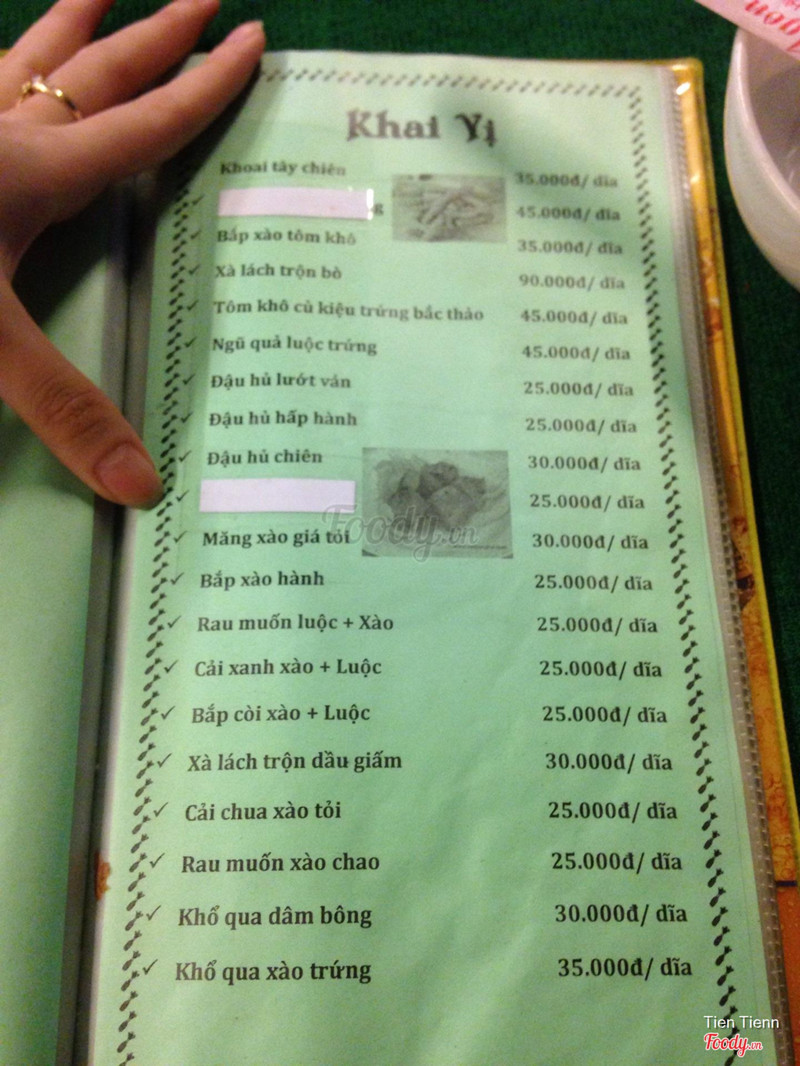 Khai Vị
Khoai tây chiên 35.000đ/ dĩa
g 45.000đ/ dĩa
Bắp xào tôm khô 35.000đ/ dĩa
Xà lách trộn bò 90.000đ/ dĩa
Tôm khô củ kiệu trứng bắc thảo 45.000đ/ dĩa
Ngũ quả luộc trứng 45.000đ/ dĩa
Đậu hủ lướt ván 25.000đ/ dĩa
Đậu hủ hấp hành 25.000đ/ dĩa
Đậu hủ chiên 30.000đ/ dĩa
25.000đ/ dĩa
Măng xào giá tỏi 30.000đ/ dĩa
Bắp xào hành 25.000đ/ dĩa
Rau muốn luộc + Xào 25.000đ/ dĩa
Cải xanh xào + Luộc 25.000đ/ dĩa
Bắp còi xào + Luộc 25.000đ/ dĩa
Xà lách trộn dầu giấm 30.000đ/ dĩa
Cải chua xào tỏi 25.000đ/ dĩa
Rau muốn xào chao 25.000đ/ dĩa
Khổ qua dâm bông 30.000đ/ dĩa
Khổ qua xào trứng 35.000đ/ dĩa
Foody.vn
Tien Tienn
Foody.vn